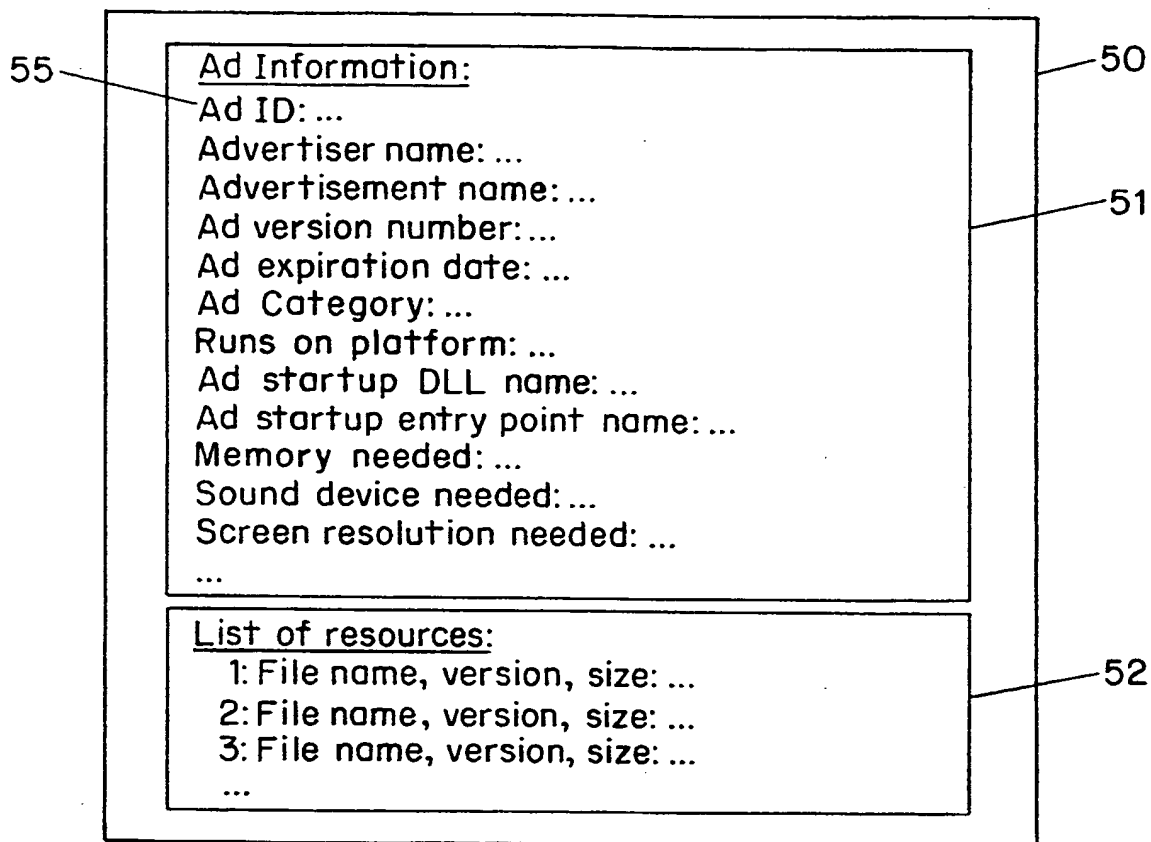 Ad Information:
55
50
Ad ID: ...
Advertiser name: ...
Advertisement name: ...
51
Ad version number: ...
Ad expiration date: ...
Ad Category: ...
Runs on platform: ...
Ad startup DLL name: ...
Ad startup entry point name: ...
Memory needed: ...
Sound device needed: ...
Screen resolution needed: ...
...
List of resources:
1: File name, version, size: ...
52
2: File name, version, size: ...
3: File name, version, size: ...
...